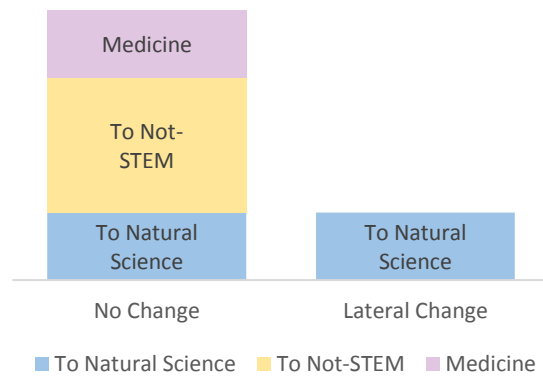 Medicine
To Not-
STEM
To Natural
Science
To Natural
Science
No Change
Lateral Change
To Natural Science To Not-STEM Medicine